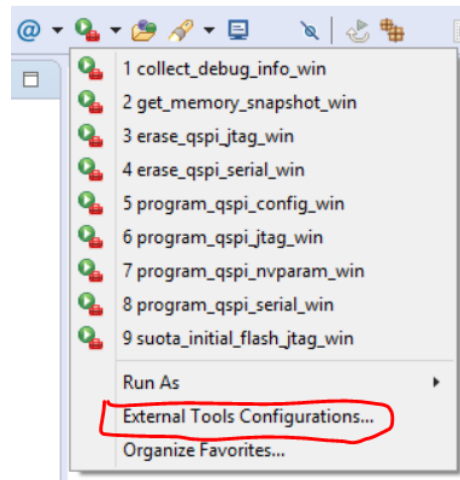 1 collect_debug_info_win
2 get_memory_snapshot_win
3 erase_qspi_jtag_win
4 erase_qspi_serial_win
5 program_qspi_config_win
6 program_qspi_jtag_win
7 program_qspi_nvparam_win
8 program_qspi_serial_win
9 suota_initial_flash_jtag_win
Run As
External Tools Configurations...
Organize Favorites...